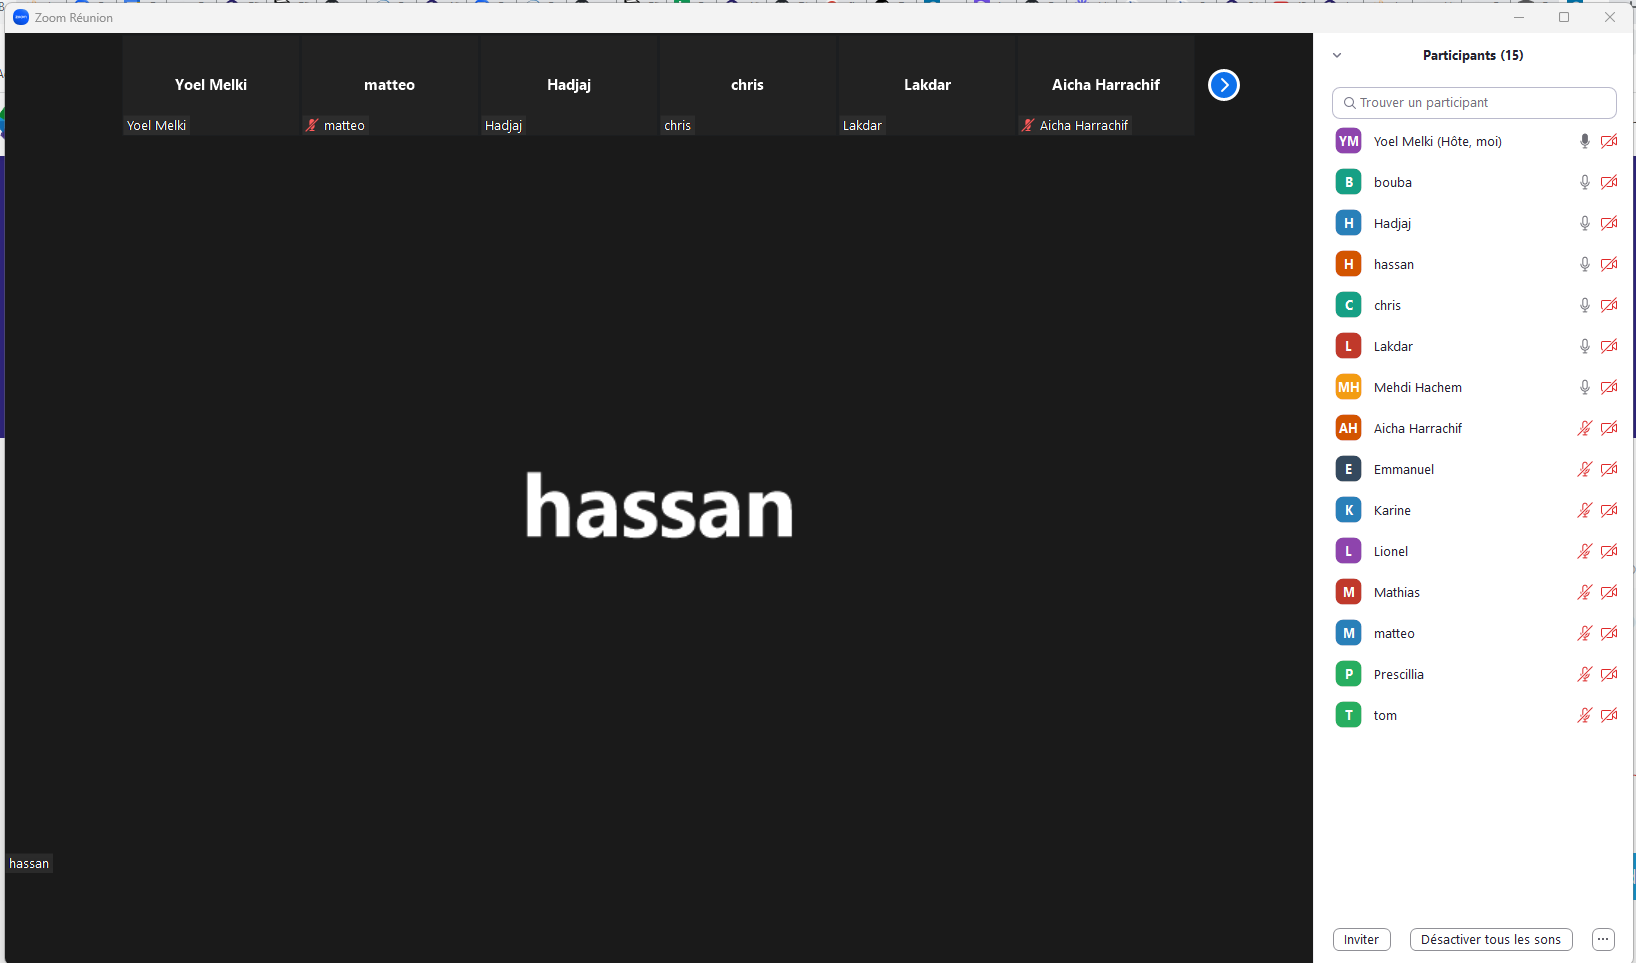 zoom Zoom Réunion
Yoel Melki
matteo
Hadjaj
chris
Lakdar
Aicha Harrachif
Yoel Melki
matteo
Hadjaj
chris
Lakdar
Aicha Harrachif
hassan
hassan
Participants (15)
Trouver un participant
YM Yoel Melki (Hôte, moi)
B bouba
H Hadjaj
H hassan
C chris
L Lakdar
MH Mehdi Hachem
AH Aicha Harrachif
E Emmanuel
K Karine
L Lionel
M Mathias
M matteo
P Prescillia
T tom
Inviter
Désactiver tous les sons
...